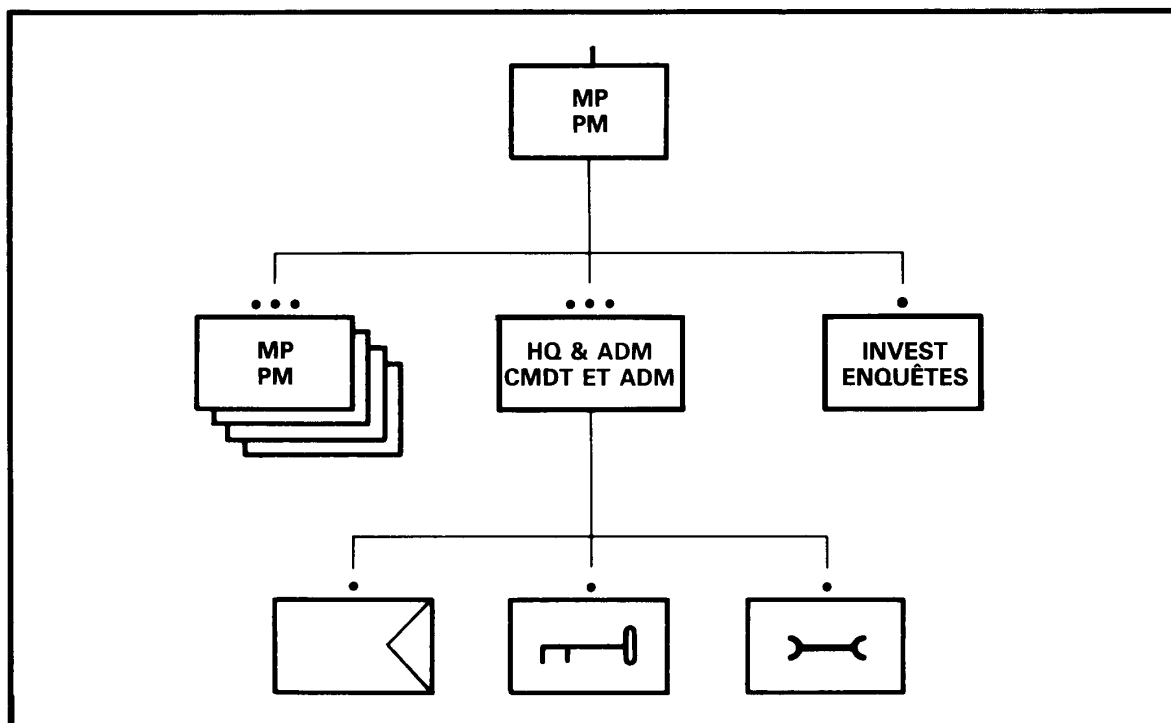 MP
PM
MP
PM
HQ & ADM
CMDT ET ADM
INVEST
ENQUÊTES